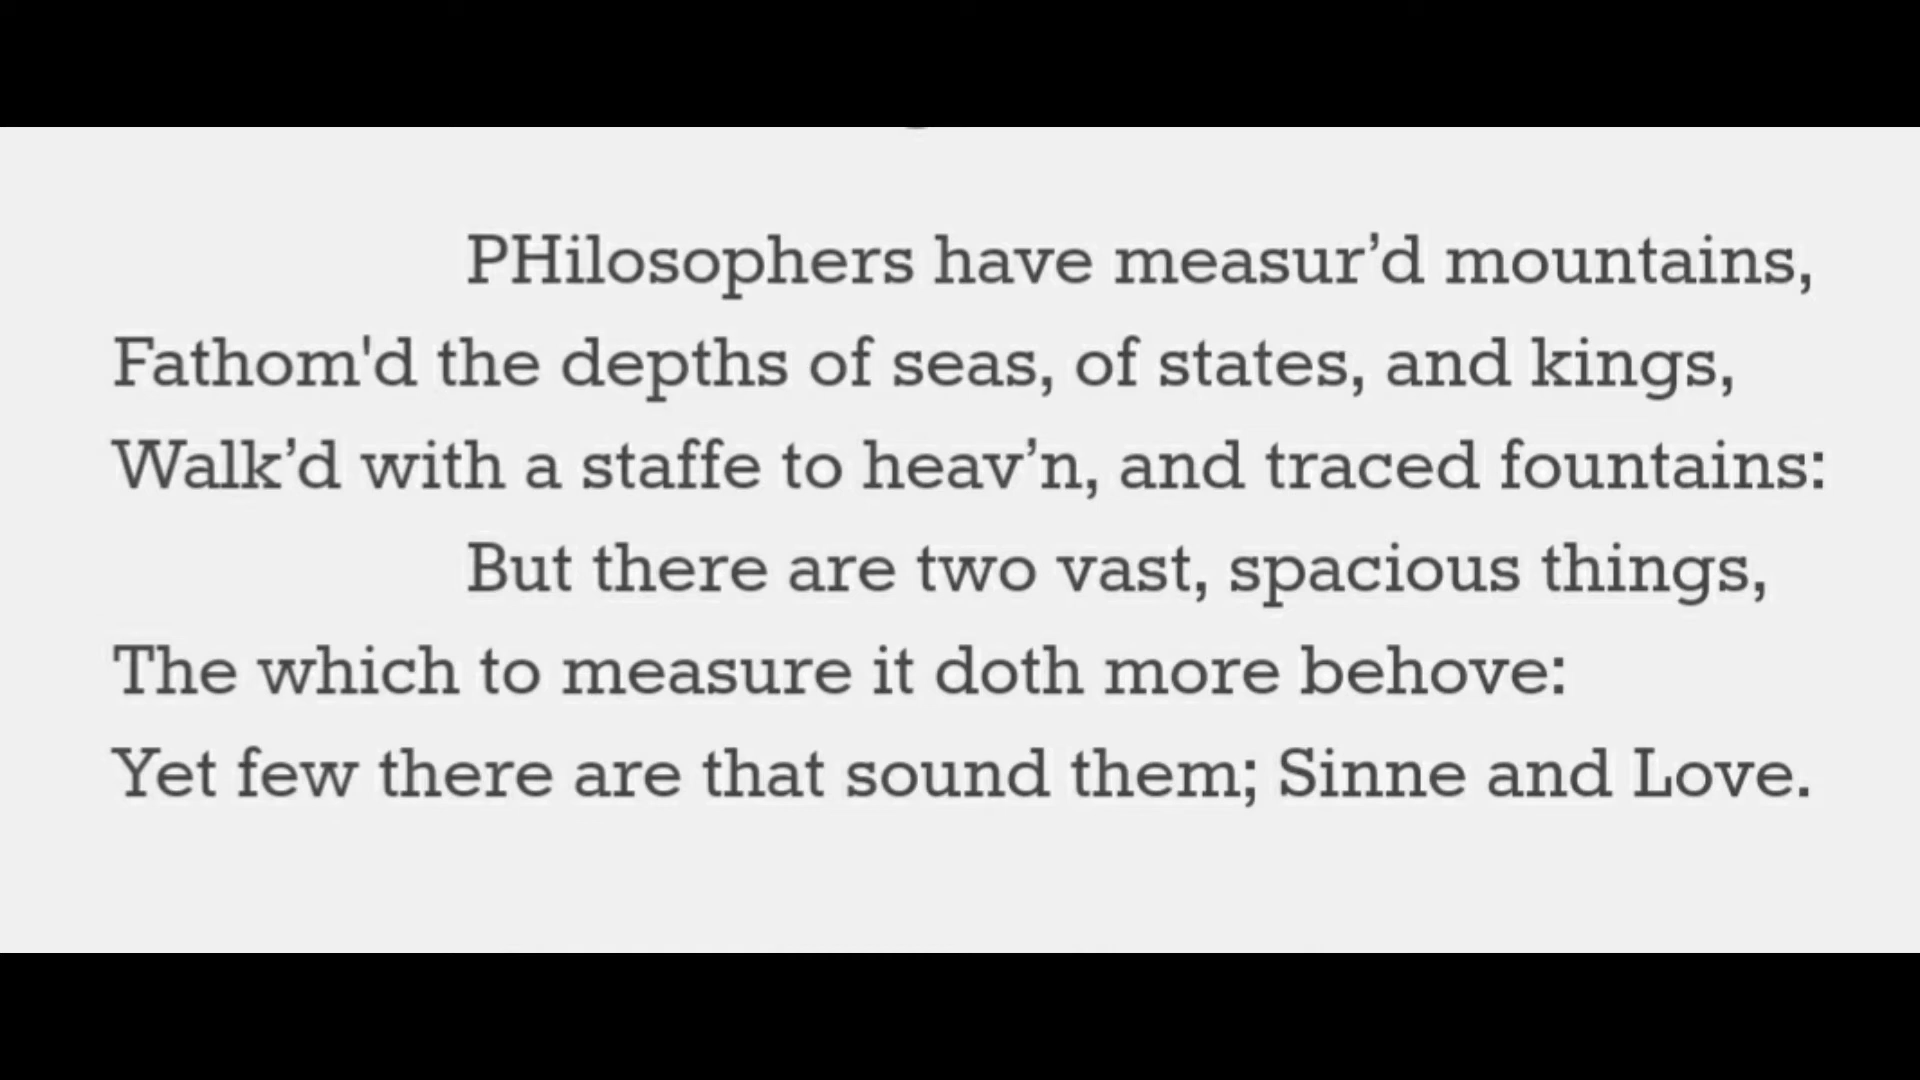 PHilosophers have measur’d mountains,
Fathom'd the depths of seas, of states, and kings,
Walk’d with a staffe to heav’n, and traced fountains:
But there are two vast, spacious things,
The which to measure it doth more behove:
Yet few there are that sound them; Sinne and Love.